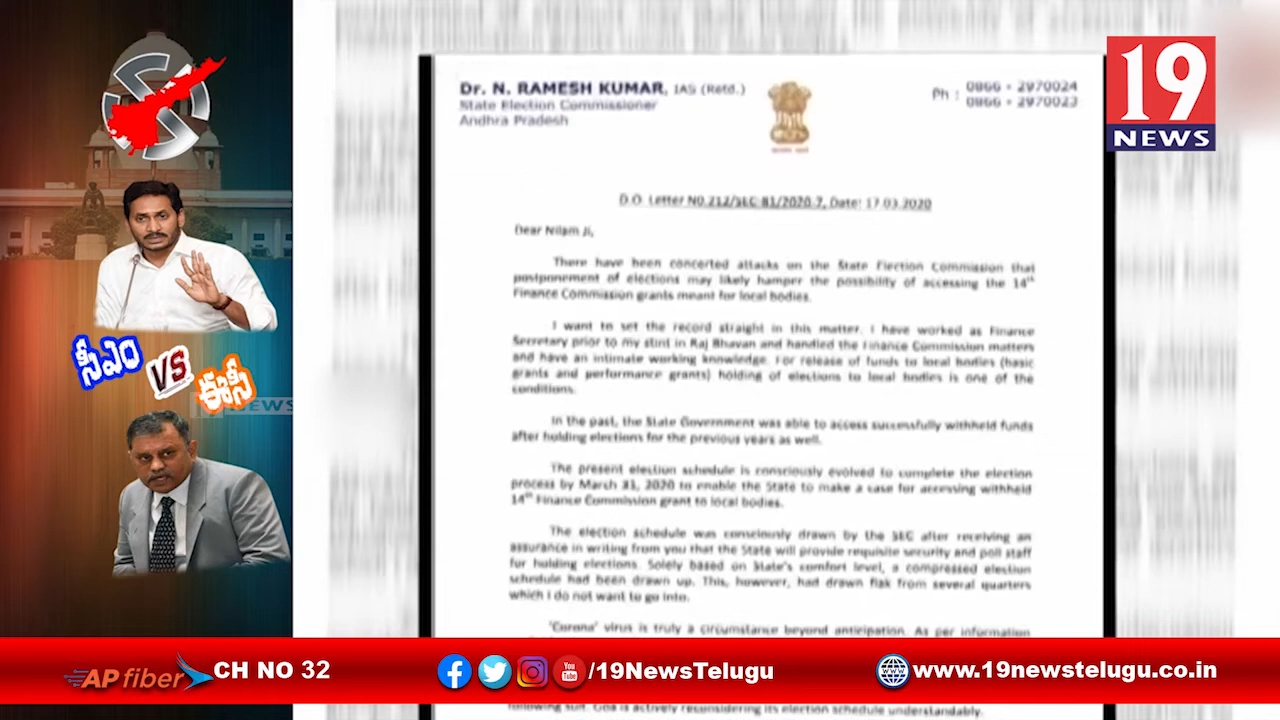 Dr. N. RAMESH KUMAR, IAS (Retd.)
State Election Commissioner
Andhra Pradesh
Ph : 0866 - 2970024
0866 - 2970023
D.O. Letter NO.212/SEC-B1/2020-7, Date: 17.03.2020
Dear Nilam Ji,
There have been concerted attacks on the State Election Commission that
postponement of elections may likely hamper the possibility of accessing the 14th
Finance Commission grants meant for local bodies.
I want to set the record straight in this matter. I have worked as Finance
Secretary prior to my stint in Raj Bhavan and handled the Finance Commission matters
and have an intimate working knowledge. For release of funds to local bodies (basic
grants and performance grants) holding of elections to local bodies is one of the
conditions.
In the past, the State Government was able to access successfully withheld funds
after holding elections for the previous years as well.
The present election schedule is consciously evolved to complete the election
process by March 31, 2020 to enable the State to make a case for accessing withheld
14th Finance Commission grant to local bodies.
The election schedule was consciously drawn by the SEC after receiving an
assurance in writing from you that the State will provide requisite security and poll staff
for holding elections. Solely based on State's comfort level, a compressed election
schedule had been drawn up. This, however, had drawn flak from several quarters
which I do not want to go into.
'Corona' virus is truly a circumstance beyond anticipation. As per information
following suit. Goa is actively reconsidering its election schedule understandably.
19
NEWS
సీఎం
VS
ఈసీ
NEWS
AP fiber CH NO 32
You Tube /19NewsTelugu
www.19newstelugu.co.in